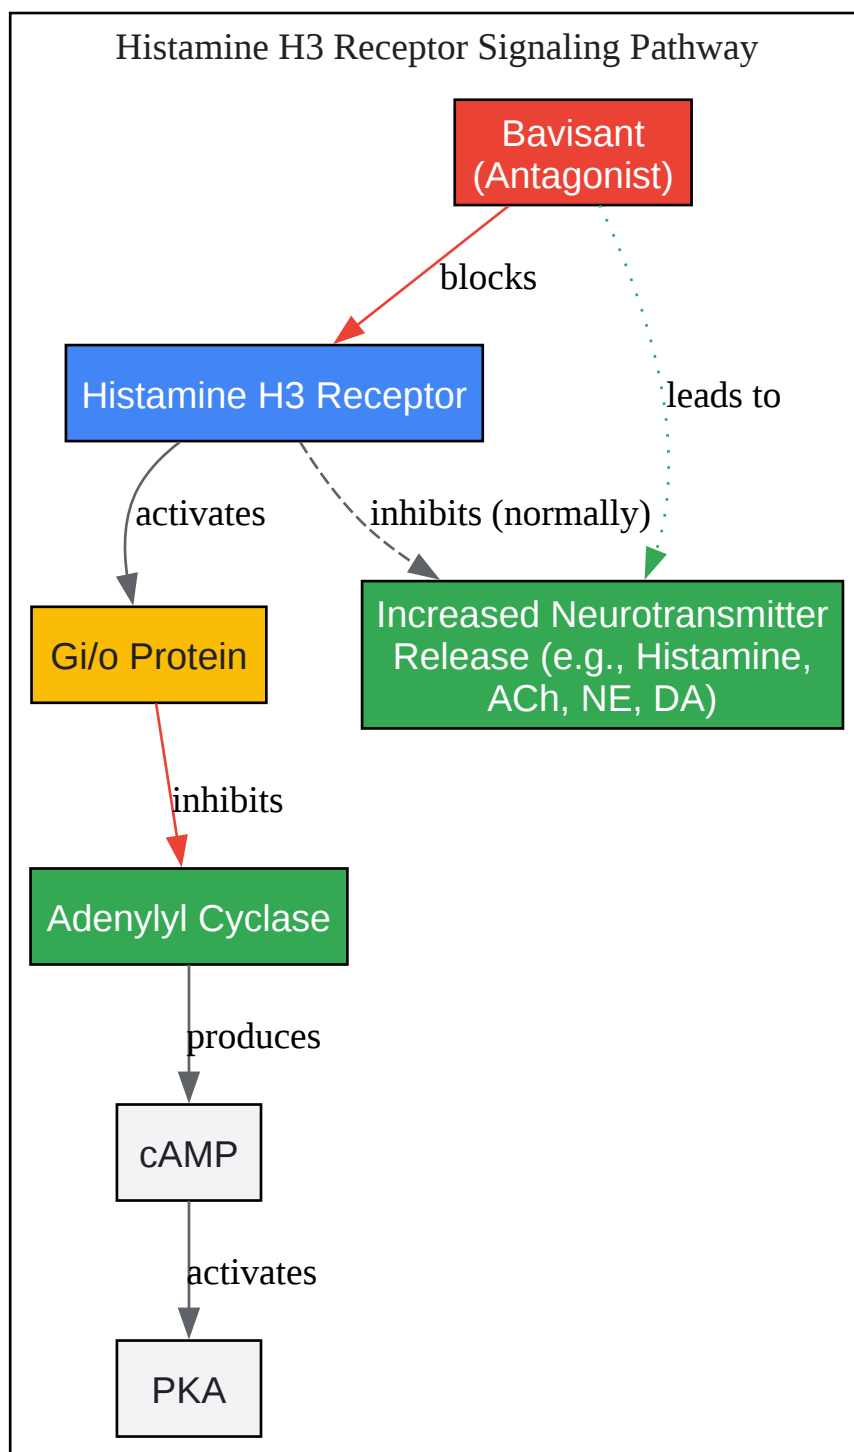 Histamine H3 Receptor Signaling Pathway
Bavisant
(Antagonist)
blocks
Histamine H3 Receptor
leads to
activates
inhibits (normally)
Increased Neurotransmitter
Release (e.g., Histamine,
ACh, NE, DA)
Gi/o Protein
inhibits
Adenylyl Cyclase
produces
cAMP
activates
PKA